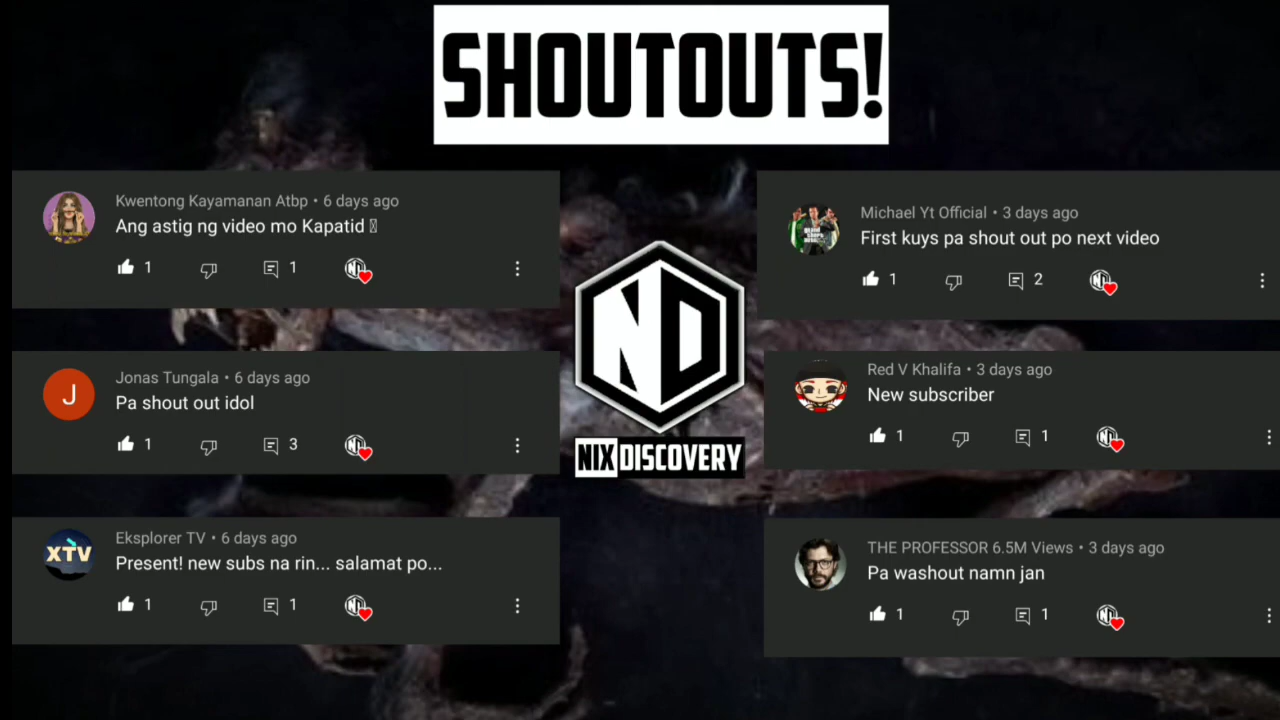 SHOUTOUTS!
Kwentong Kayamanan Atbp • 6 days ago
Ang astig ng video mo Kapatid
1 1
Jonas Tungala • 6 days ago
J
Pa shout out idol
1 3
Eksplorer TV • 6 days ago
XTV
Present! new subs na rin... salamat po...
1 1
ND
NIX DISCOVERY
Michael Yt Official • 3 days ago
First kuys pa shout out po next video
1 2
Red V Khalifa • 3 days ago
New subscriber
1 1
THE PROFESSOR 6.5M Views • 3 days ago
Pa washout namn jan
1 1